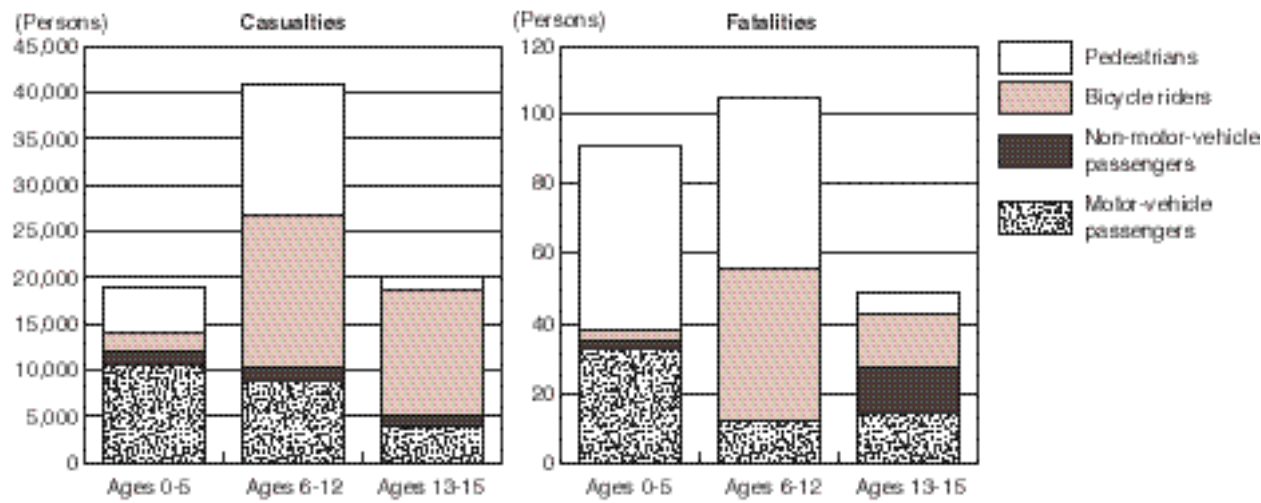 (Persons) Casualties
45,000
40,000
35,000
30,000
25,000
20,000
15,000
10,000
5,000
0
Ages 0-5 Ages 6-12 Ages 13-15
(Persons) Fatalities
120
100
80
60
40
20
0
Ages 0-5 Ages 6-12 Ages 13-15
Pedestrians
Bicycle riders
Non-motor-vehicle
passengers
Motor-vehicle
passengers